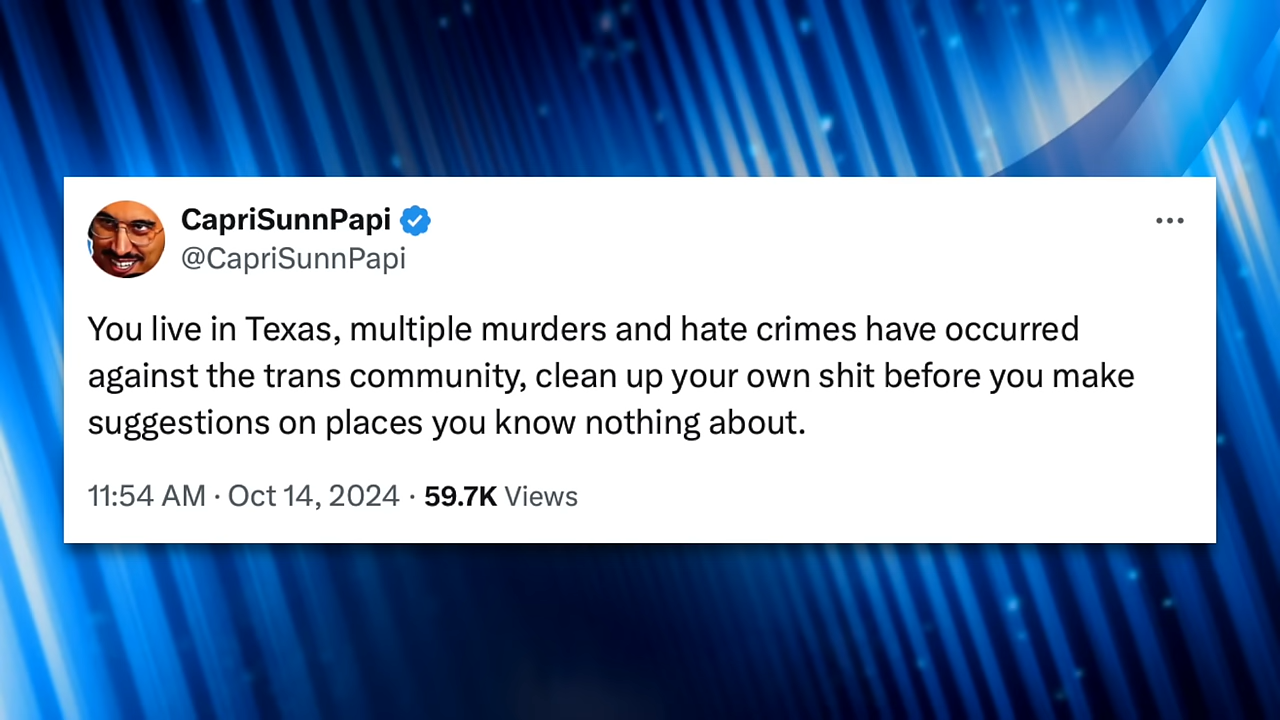 CapriSunnPapi
@CapriSunnPapi
You live in Texas, multiple murders and hate crimes have occurred
against the trans community, clean up your own shit before you make
suggestions on places you know nothing about.
11:54 AM · Oct 14, 2024 · 59.7K Views